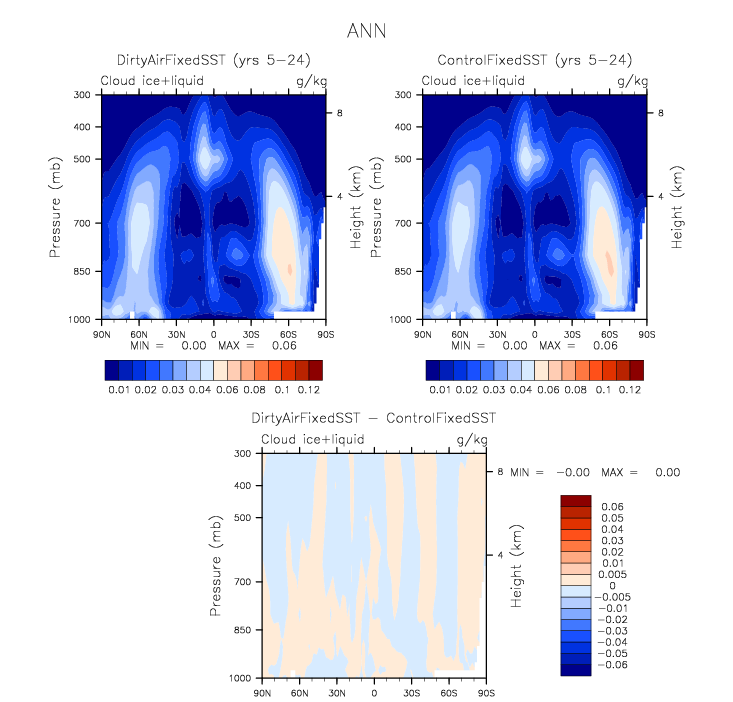 ANN
DirtyAirFixedSST (yrs 5−24)
Cloud ice+liquid g/kg
300
400
500
700
850
1000
Pressure (mb)
8
4
Height (km)
90N 60N 30N 0 30S 60S 90S
MIN = 0.00 MAX = 0.06
0.01 0.02 0.03 0.04 0.06 0.08 0.1 0.12
ControlFixedSST (yrs 5−24)
Cloud ice+liquid g/kg
300
400
500
700
850
1000
Pressure (mb)
8
4
Height (km)
90N 60N 30N 0 30S 60S 90S
MIN = 0.00 MAX = 0.06
0.01 0.02 0.03 0.04 0.06 0.08 0.1 0.12
DirtyAirFixedSST − ControlFixedSST
Cloud ice+liquid g/kg
300
400
500
700
850
1000
Pressure (mb)
8
4
Height (km)
90N 60N 30N 0 30S 60S 90S
MIN = −0.00 MAX = 0.00
0.06
0.05
0.04
0.03
0.02
0.01
0.005
0
−0.005
−0.01
−0.02
−0.03
−0.04
−0.05
−0.06